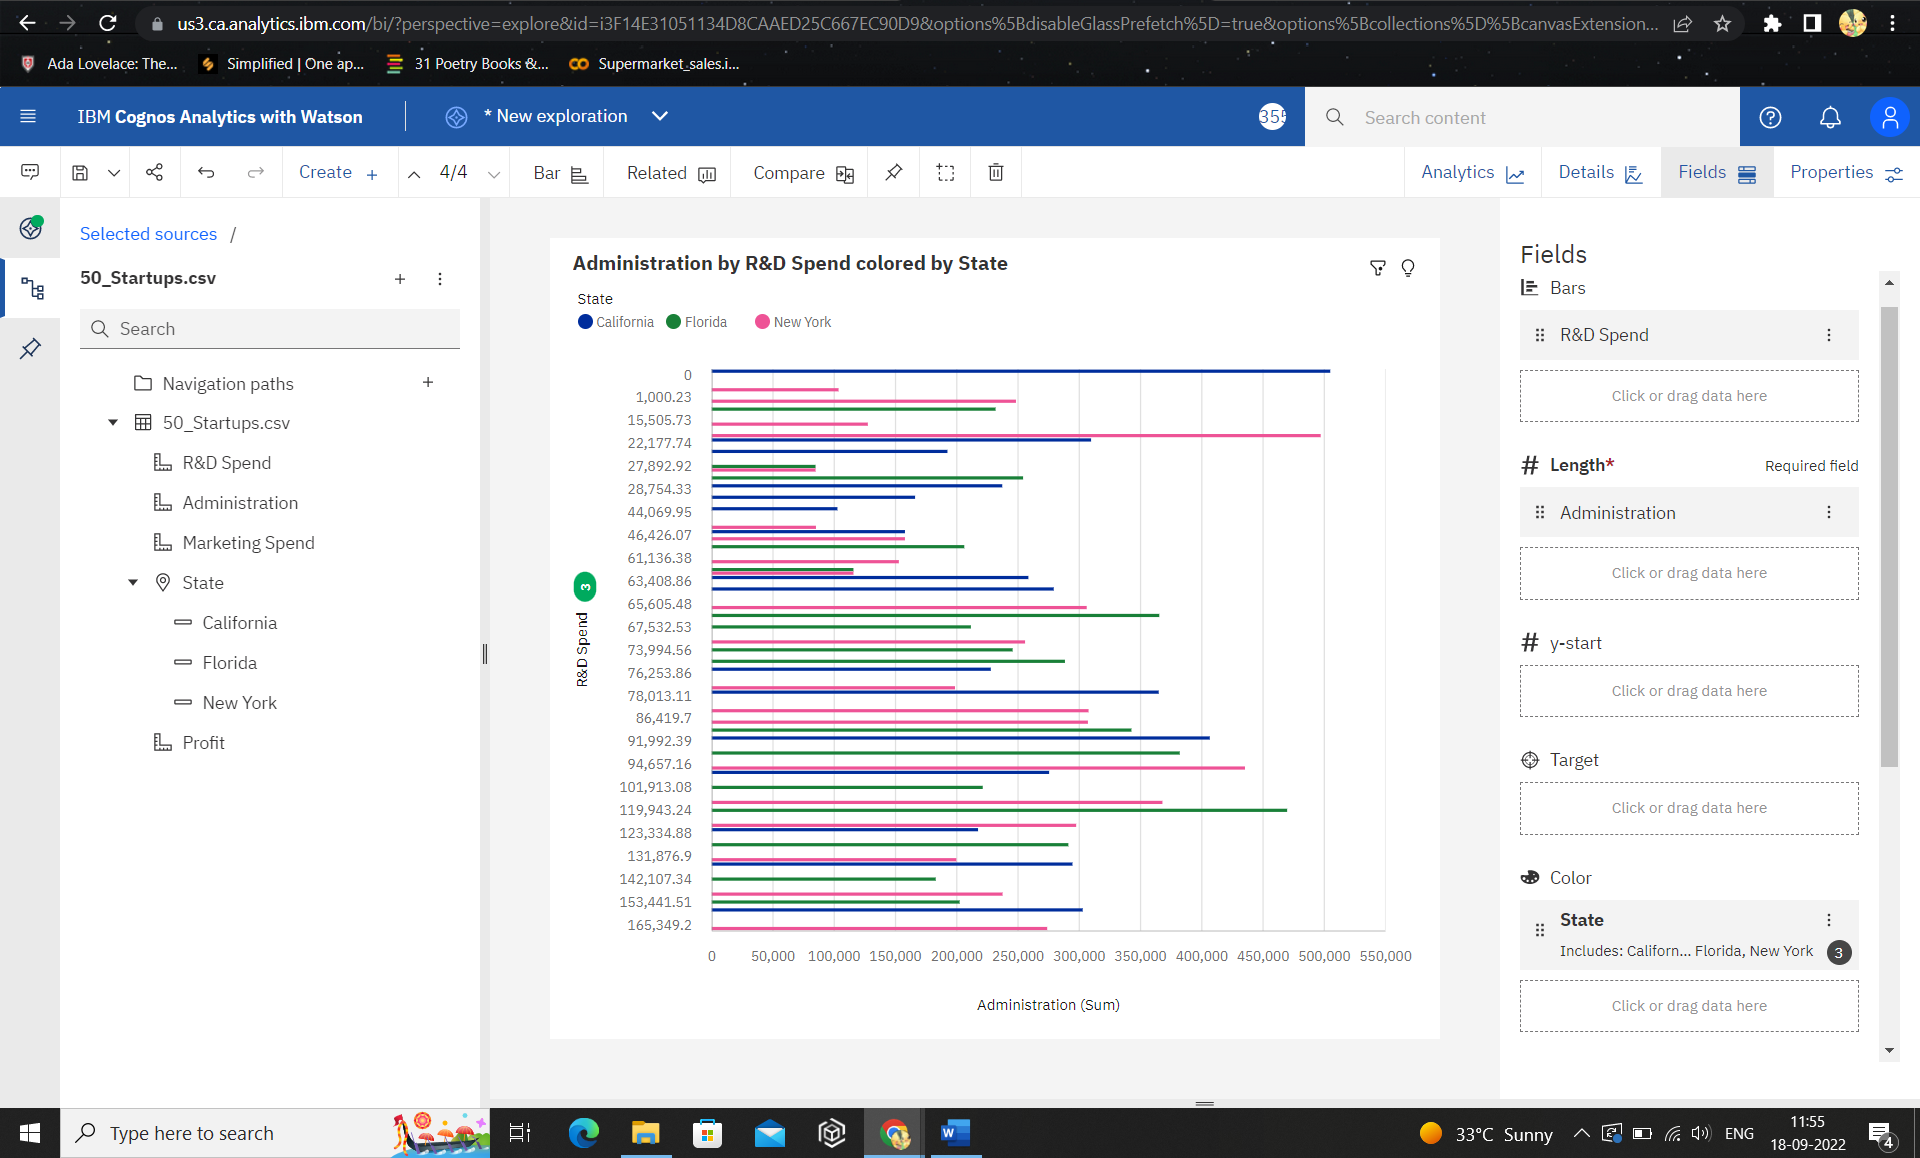 us3.ca.analytics.ibm.com/bi/?perspective=explore&id=i3F14E31051134D8CAAED25C667EC90D9&options%5BdisableGlassPrefetch%5D=true&options%5Bcollections%5D%5BcanvasExtension...
Ada Lovelace: The...
Simplified | One ap...
31 Poetry Books &...
Supermarket_sales.i...
IBM Cognos Analytics with Watson
* New exploration
355
Search content
Create +
4/4
Bar
Related
Compare
Analytics
Details
Fields
Properties
Selected sources /
50_Startups.csv
Search
Navigation paths
50_Startups.csv
R&D Spend
Administration
Marketing Spend
State
California
Florida
New York
Profit
Administration by R&D Spend colored by State
State
California Florida New York
0
1,000.23
15,505.73
22,177.74
27,892.92
28,754.33
44,069.95
46,426.07
61,136.38
63,408.86
65,605.48
67,532.53
73,994.56
76,253.86
78,013.11
86,419.7
91,992.39
94,657.16
101,913.08
119,943.24
123,334.88
131,876.9
142,107.34
153,441.51
165,349.2
R&D Spend
3
0 50,000 100,000 150,000 200,000 250,000 300,000 350,000 400,000 450,000 500,000 550,000
Administration (Sum)
Fields
Bars
R&D Spend
Click or drag data here
Length* Required field
Administration
Click or drag data here
y-start
Click or drag data here
Target
Click or drag data here
Color
State
Includes: Californ... Florida, New York 3
Click or drag data here
Type here to search
33°C Sunny
ENG
11:55
18-09-2022
4